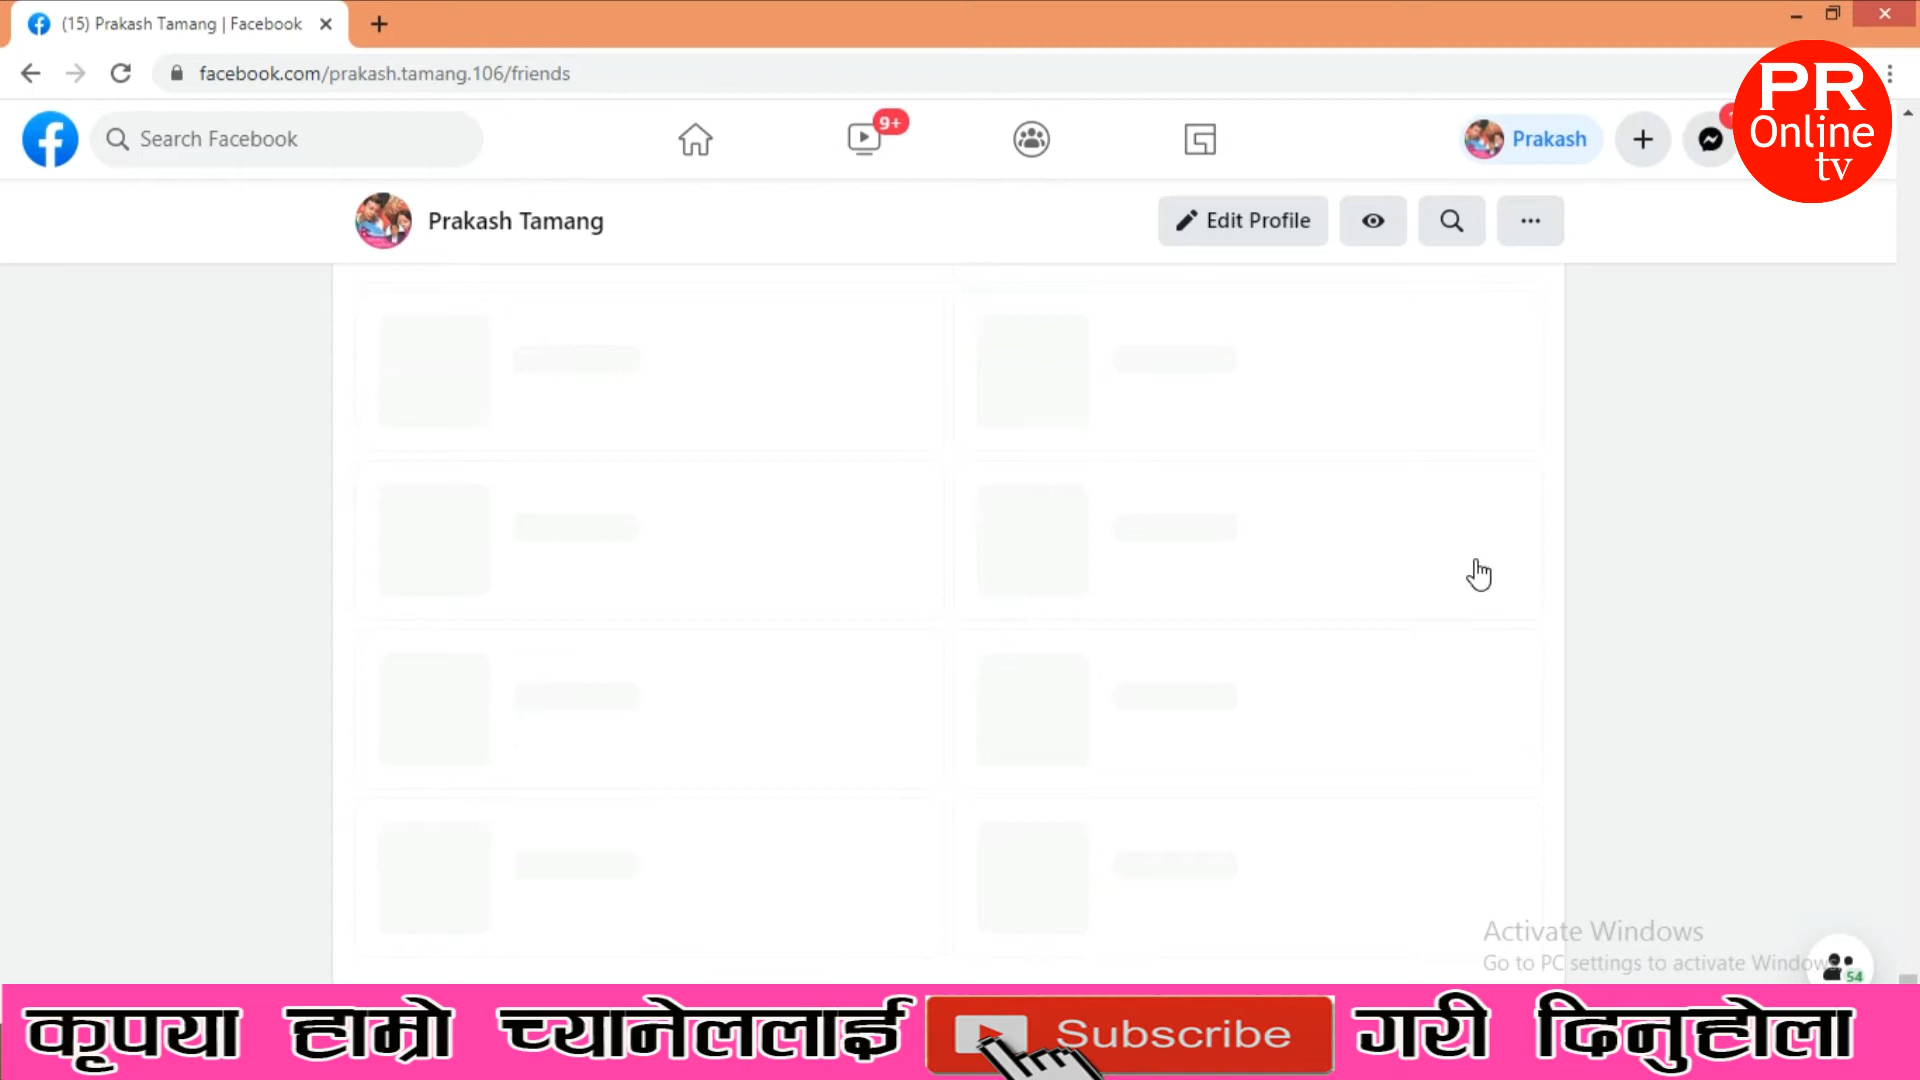 (15) Prakash Tamang | Facebook
facebook.com/prakash.tamang.106/friends
PR
Online
tv
Search Facebook
9+
Prakash
Prakash Tamang
Edit Profile
Activate Windows
Go to PC settings to activate Window
54
कृपया हाम्रो च्यानेललाई Subscribe गरी दिनुहोला